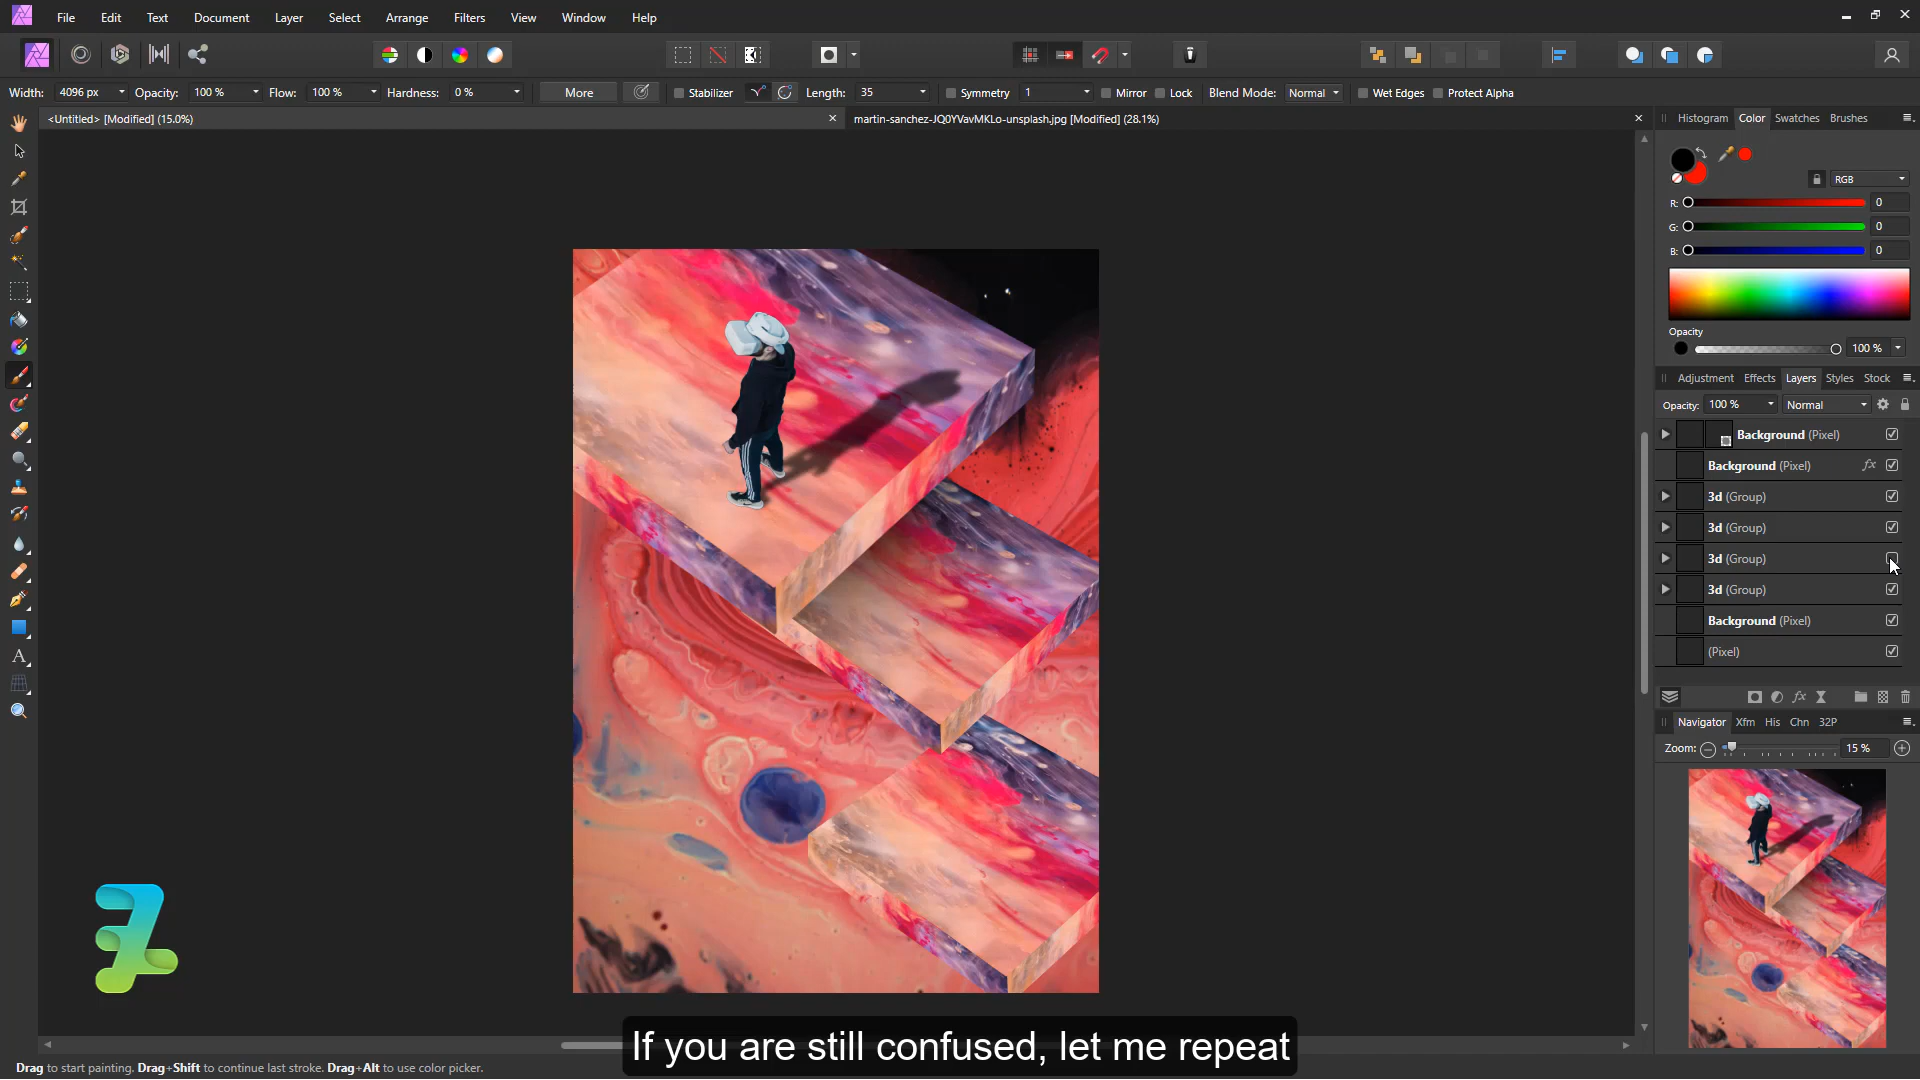 File Edit Text Document Layer Select Arrange Filters View Window Help
Width: 4096 px Opacity: 100 % Flow: 100 % Hardness: 0 % More Stabilizer Length: 35 Symmetry 1 Mirror Lock Blend Mode: Normal Wet Edges Protect Alpha
<Untitled> [Modified] (15.0%)
martin-sanchez-JQ0YVavMKLo-unsplash.jpg [Modified] (28.1%)
Histogram Color Swatches Brushes
RGB
R: 0
G: 0
B: 0
Opacity
100 %
Adjustment Effects Layers Styles Stock
Opacity: 100 % Normal
Background (Pixel)
Background (Pixel) fx
3d (Group)
3d (Group)
3d (Group)
3d (Group)
Background (Pixel)
(Pixel)
fx
Navigator Xfm His Chn 32P
Zoom: 15 %
If you are still confused, let me repeat
Drag to start painting. Drag+Shift to continue last stroke. Drag+Alt to use color picker.